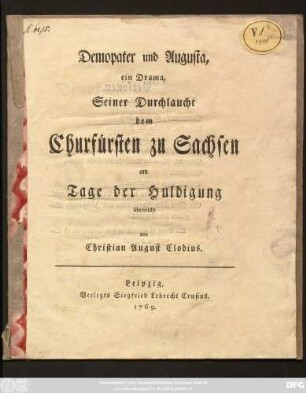 Demopater und Augusta,
ein Drama,
Seiner Durchlaucht
dem
Churfürsten zu Sachsen
am
Tage der Huldigung
überreicht
von
Christian August Clodius.
Leipzig,
Verlegts Siegfried Lebrecht Crusius.
1769.